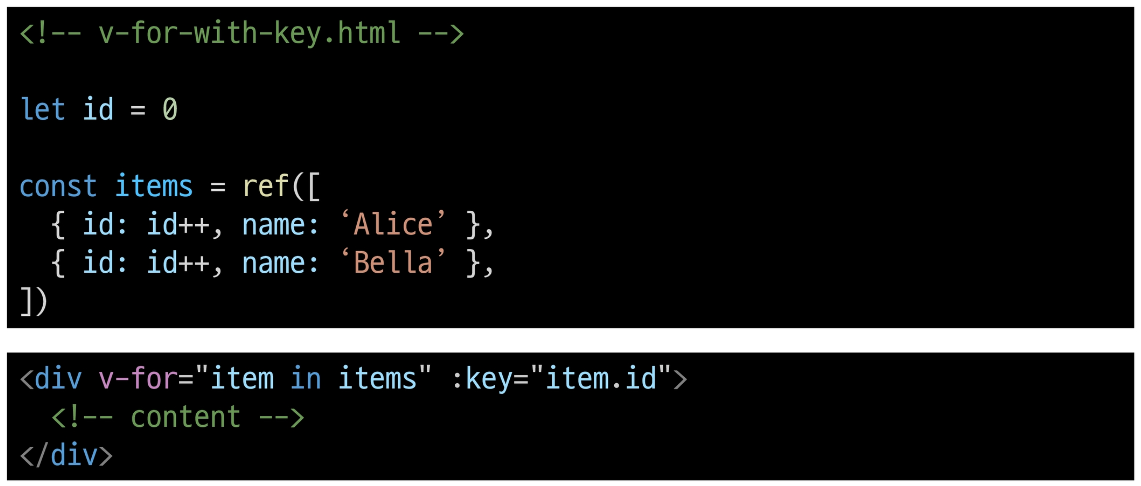 <!-- v-for-with-key.html -->
let id = 0
const items = ref([
  { id: id++, name: ‘Alice’ },
  { id: id++, name: ‘Bella’ },
])
<div v-for="item in items" :key="item.id">
  <!-- content -->
</div>